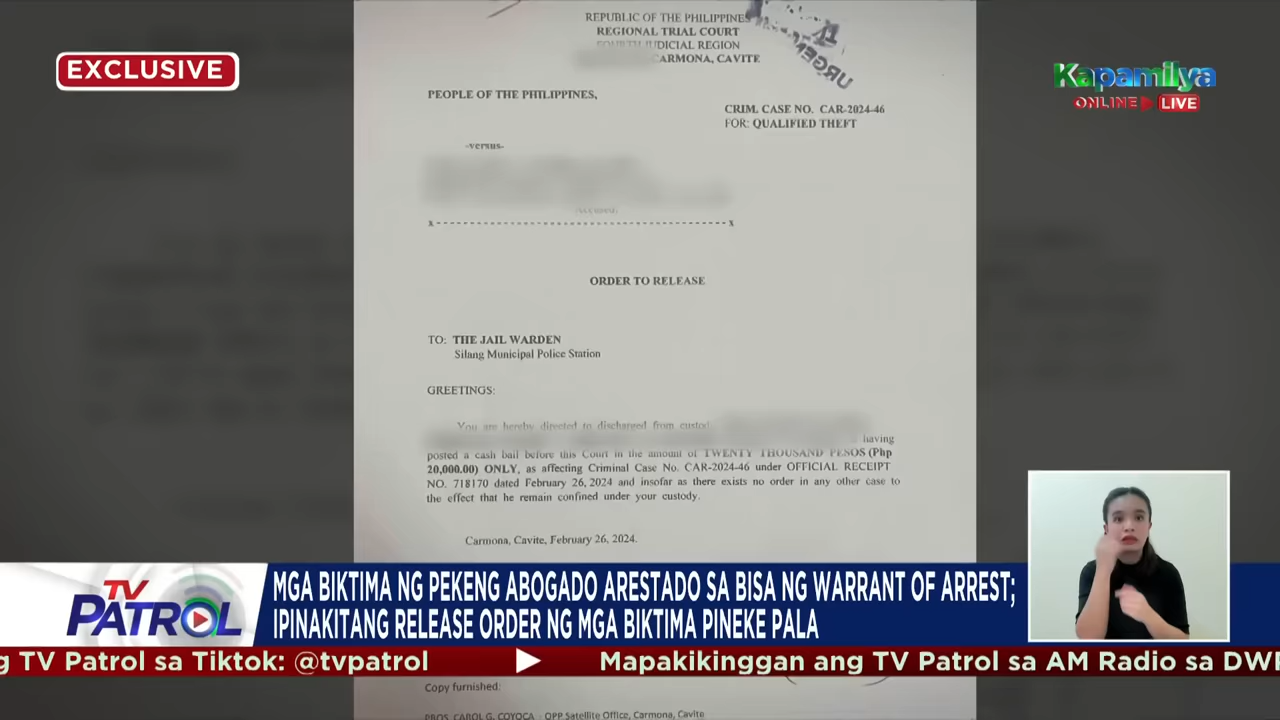 EXCLUSIVE
Kapamilya
ONLINE LIVE
REPUBLIC OF THE PHILIPPINES
REGIONAL TRIAL COURT
FOURTH JUDICIAL REGION
CARMONA, CAVITE
URGENT
PEOPLE OF THE PHILIPPINES,
CRIM. CASE NO. CAR-2024-46
FOR: QUALIFIED THEFT
-versus-
x-----------------------------------------x
ORDER TO RELEASE
TO: THE JAIL WARDEN
Silang Municipal Police Station
GREETINGS:
You are hereby directed to discharged from
having
posted a cash bail before this Court in the amount of TWENTY THOUSAND PESOS (Php
20,000.00) ONLY, as affecting Criminal Case No. CAR-2024-46 under OFFICIAL RECEIPT
NO. 718170 dated February 26, 2024 and insofar as there exists no order in any other case to
the effect that he remain confined under your custody.
Carmona, Cavite, February 26, 2024.
TV PATROL
MGA BIKTIMA NG PEKENG ABOGADO ARESTADO SA BISA NG WARRANT OF ARREST;
IPINAKITANG RELEASE ORDER NG MGA BIKTIMA PINEKE PALA
TV Patrol sa Tiktok: @tvpatrol Mapakikinggan ang TV Patrol sa AM Radio sa
Copy furnished:
PROS. CAROL G. COYOCA - OPP Satellite Office, Carmona, Cavite